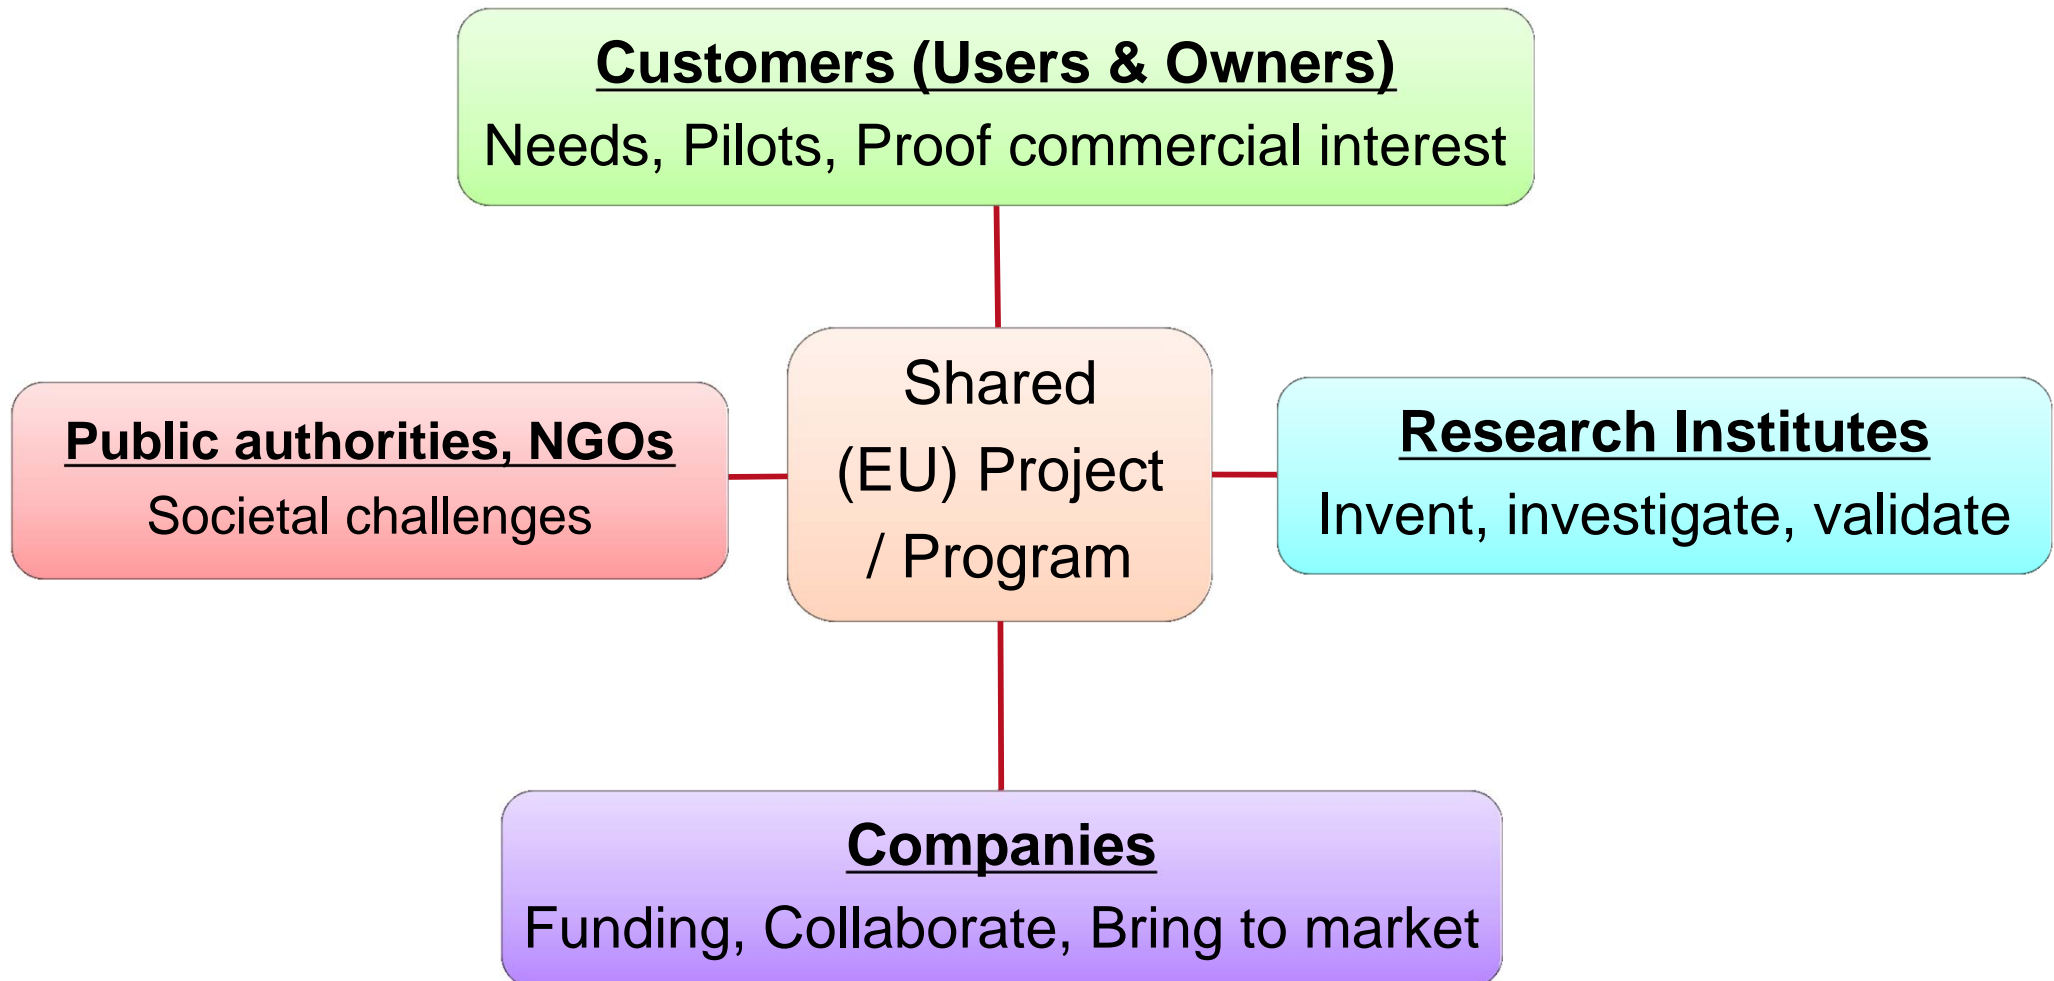 Customers (Users & Owners)
Needs, Pilots, Proof commercial interest
Public authorities, NGOs
Societal challenges
Shared
(EU) Project
/ Program
Research Institutes
Invent, investigate, validate
Companies
Funding, Collaborate, Bring to market